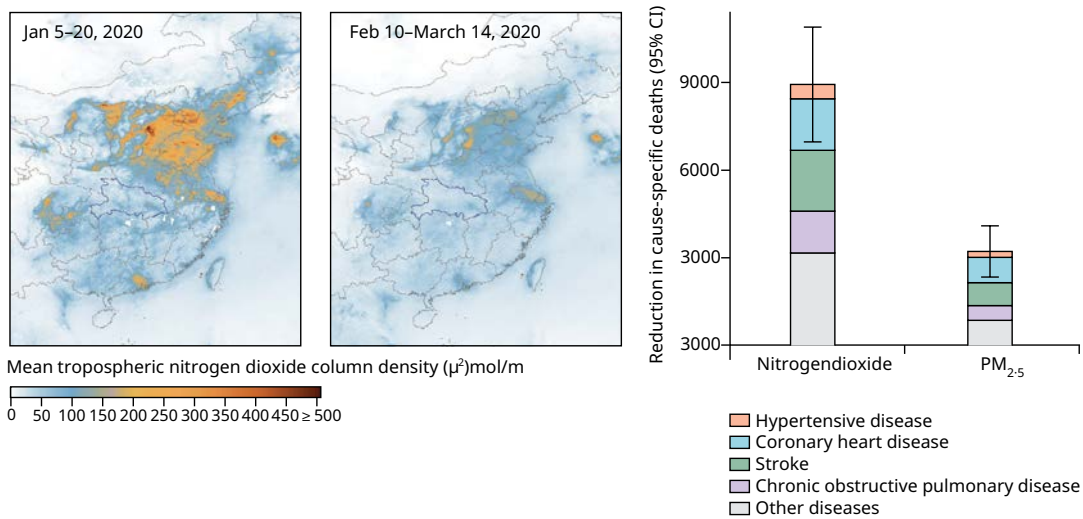 Jan 5–20, 2020
Feb 10–March 14, 2020
Mean tropospheric nitrogen dioxide column density (μ²)mol/m
0 50 100 150 200 250 300 350 400 450 ≥ 500
Reduction in cause-specific deaths (95% CI)
9000
6000
3000
3000
Nitrogendioxide
PM2·5
Hypertensive disease
Coronary heart disease
Stroke
Chronic obstructive pulmonary disease
Other diseases